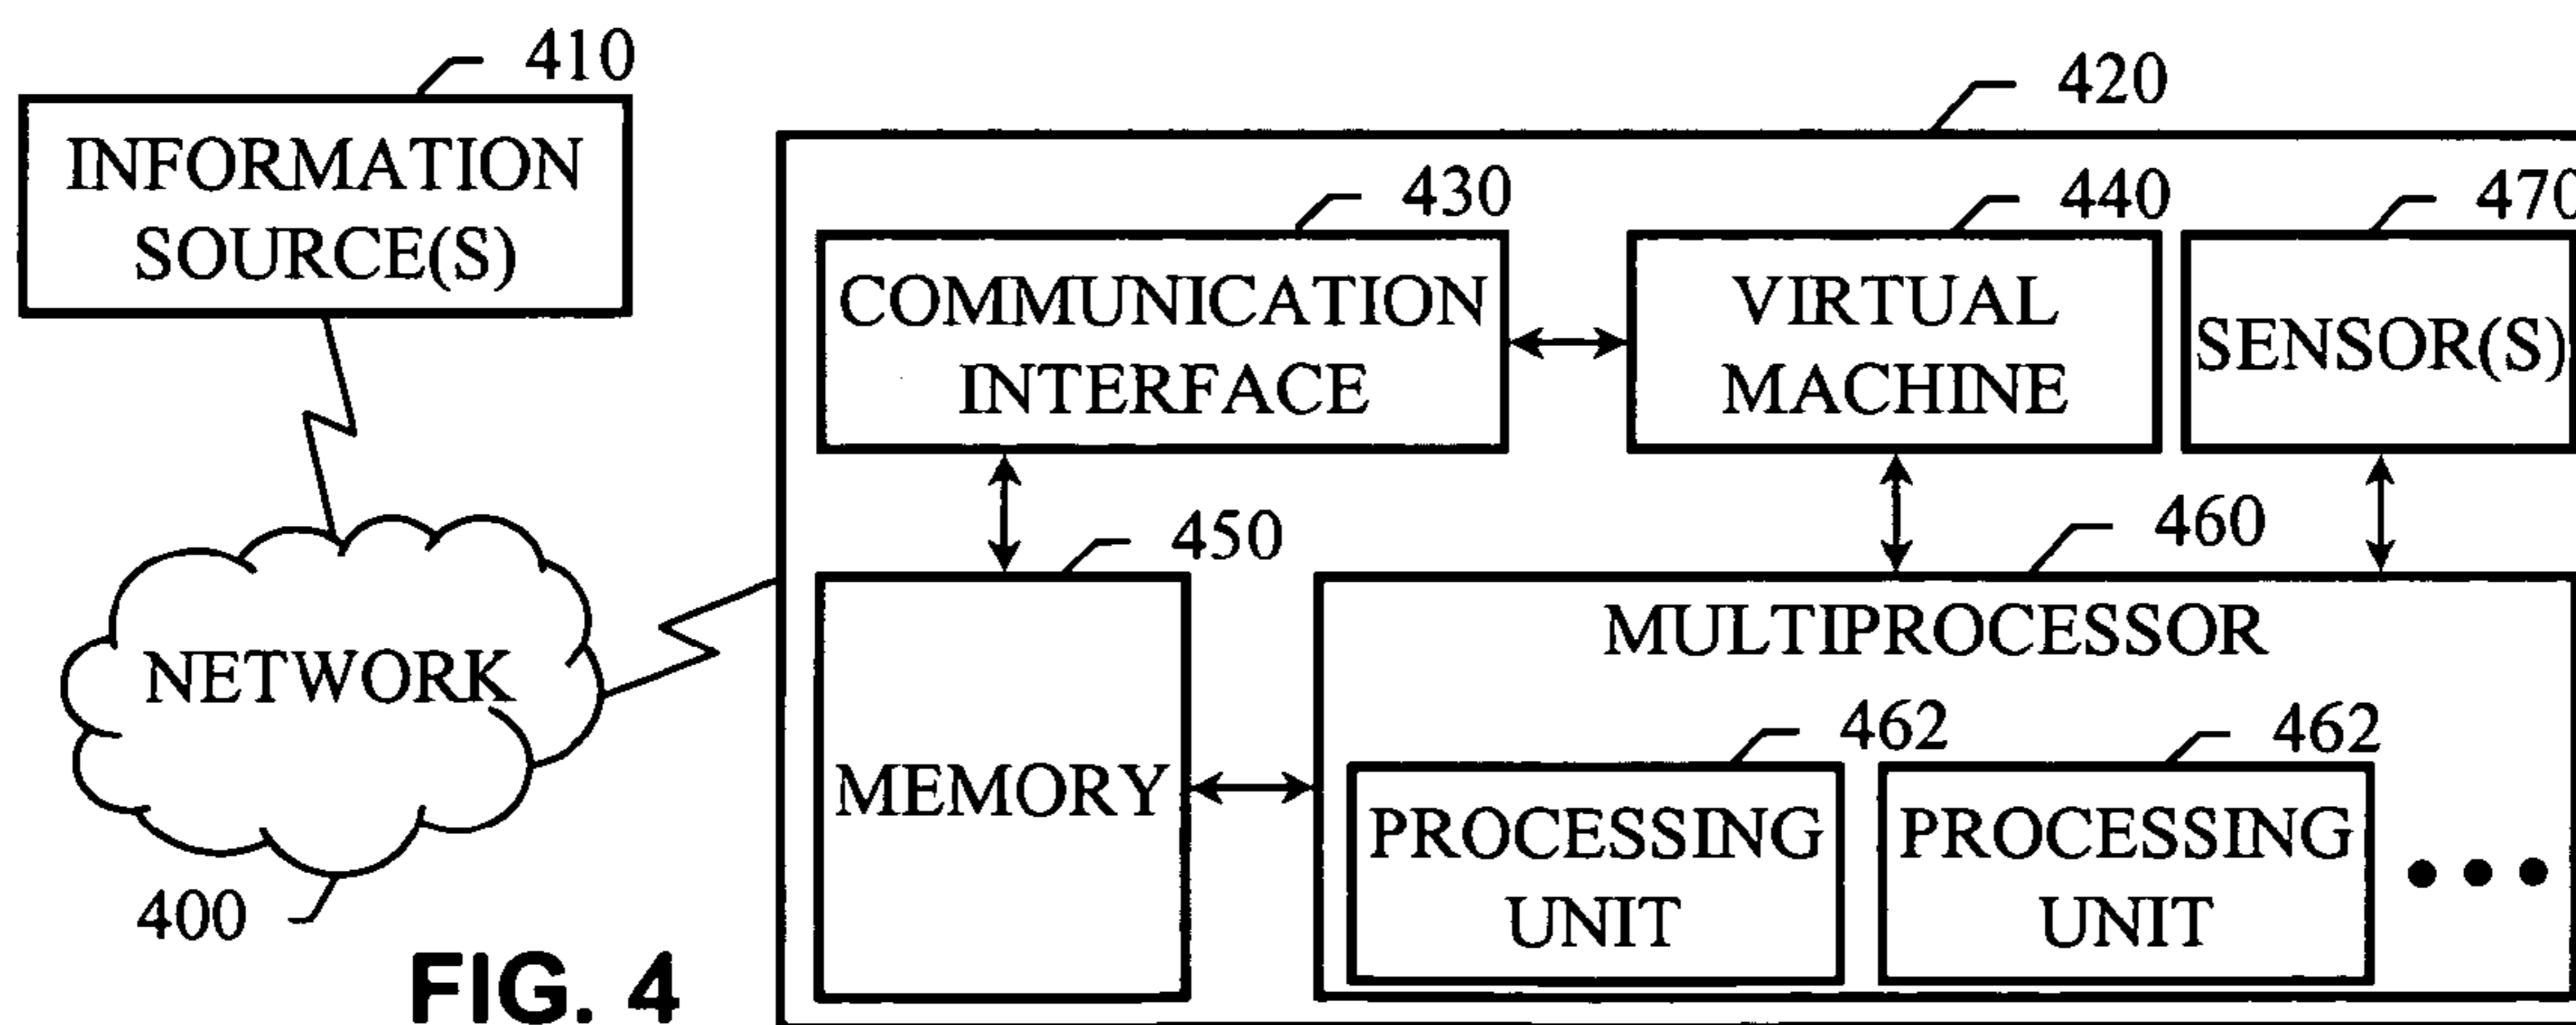 410
INFORMATION
SOURCE(S)
420
430
COMMUNICATION
INTERFACE
440
VIRTUAL
MACHINE
470
SENSOR(S)
NETWORK
400
450
MEMORY
460
MULTIPROCESSOR
462
PROCESSING
UNIT
462
PROCESSING
UNIT
FIG. 4